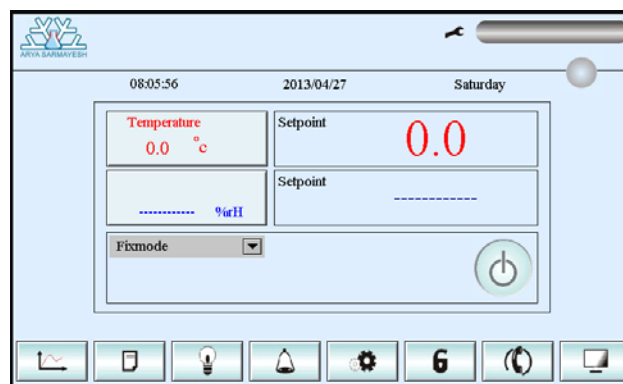 ARYA SARMAYESH
08:05:56 2013/04/27 Saturday
Temperature
0.0 °c
Setpoint
0.0
------------ %rH
Setpoint
------------
Fixmode
6